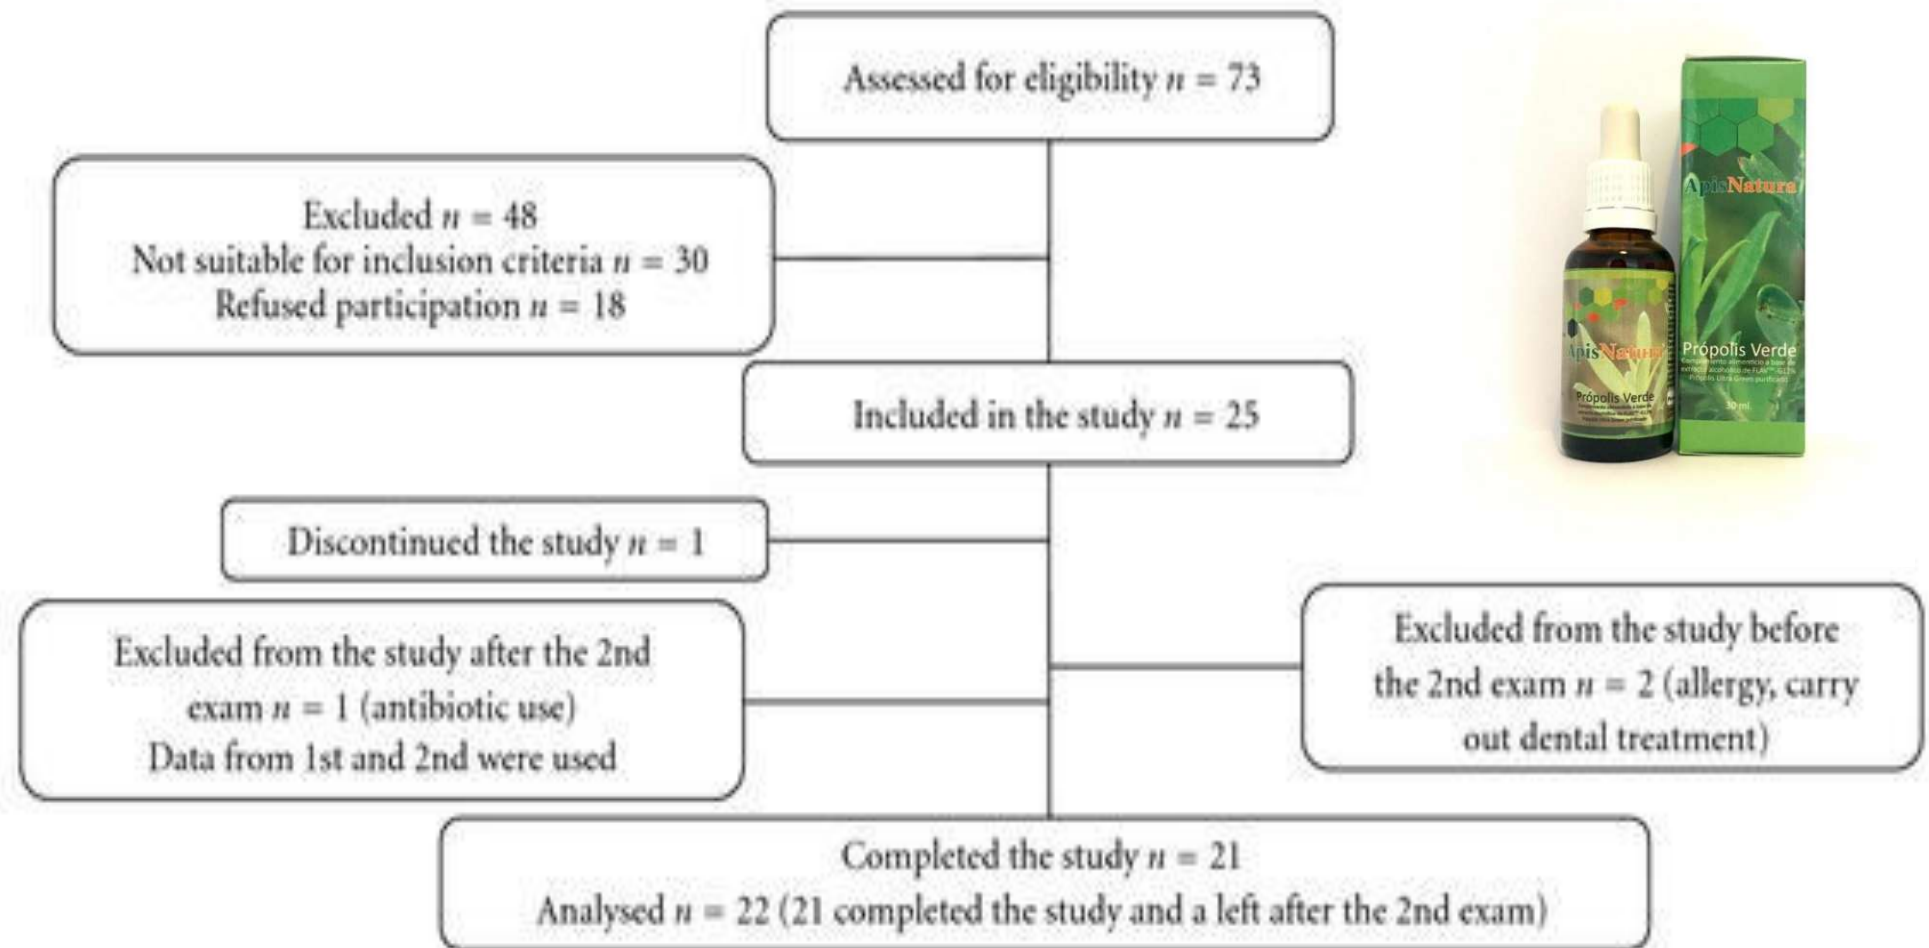 Assessed for eligibility n = 73
Excluded n = 48
Not suitable for inclusion criteria n = 30
Refused participation n = 18
Included in the study n = 25
Discontinued the study n = 1
Excluded from the study before
the 2nd exam n = 2 (allergy, carry
out dental treatment)
Excluded from the study after the 2nd
exam n = 1 (antibiotic use)
Data from 1st and 2nd were used
Completed the study n = 21
Analysed n = 22 (21 completed the study and a left after the 2nd exam)
ApisNatura
Própolis Verde
30 ml
ApisNatura
Própolis Verde